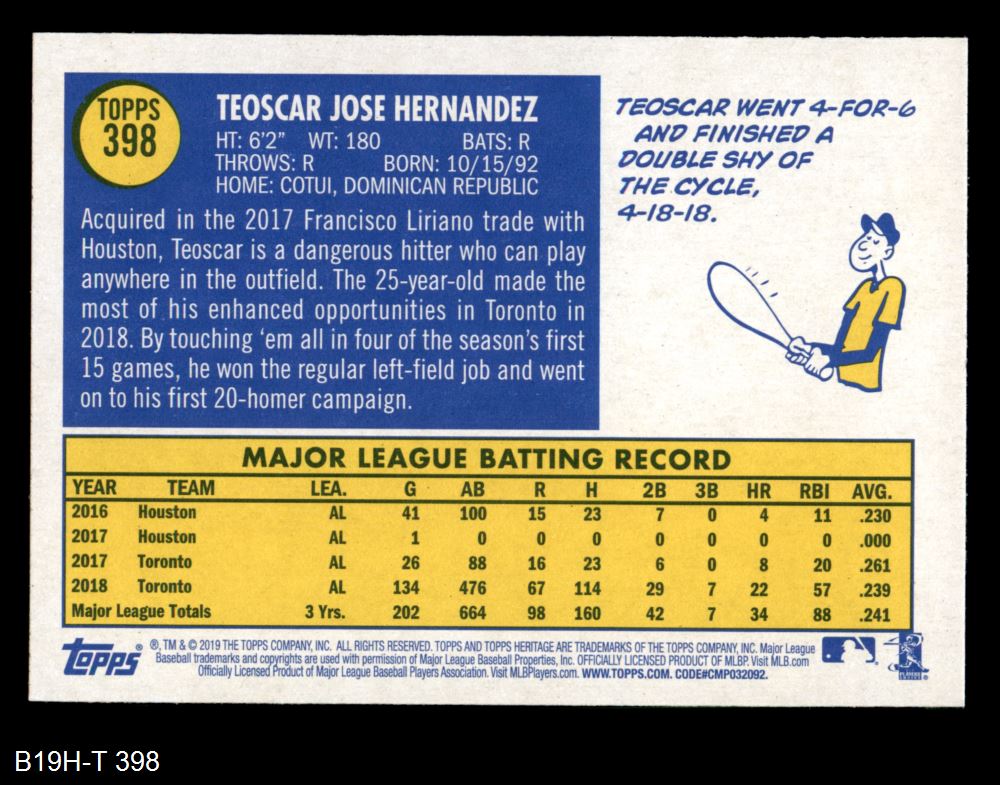 TOPPS
398
TEOSCAR JOSE HERNANDEZ
HT: 6'2" WT: 180 BATS: R
THROWS: R BORN: 10/15/92
HOME: COTUI, DOMINICAN REPUBLIC
Acquired in the 2017 Francisco Liriano trade with
Houston, Teoscar is a dangerous hitter who can play
anywhere in the outfield. The 25-year-old made the
most of his enhanced opportunities in Toronto in
2018. By touching 'em all in four of the season's first
15 games, he won the regular left-field job and went
on to his first 20-homer campaign.
TEOSCAR WENT 4-FOR-6
AND FINISHED A
DOUBLE SHY OF
THE CYCLE,
4-18-18.
MAJOR LEAGUE BATTING RECORD
YEAR TEAM LEA. G AB R H 2B 3B HR RBI AVG.
2016 Houston AL 41 100 15 23 7 0 4 11 .230
2017 Houston AL 1 0 0 0 0 0 0 0 .000
2017 Toronto AL 26 88 16 23 6 0 8 20 .261
2018 Toronto AL 134 476 67 114 29 7 22 57 .239
Major League Totals 3 Yrs. 202 664 98 160 42 7 34 88 .241
Topps ® ®, TM & © 2019 THE TOPPS COMPANY, INC. ALL RIGHTS RESERVED. TOPPS AND TOPPS HERITAGE ARE TRADEMARKS OF THE TOPPS COMPANY, INC. Major League
Baseball trademarks and copyrights are used with permission of Major League Baseball Properties, Inc. OFFICIALLY LICENSED PRODUCT OF MLBP. Visit MLB.com
Officially Licensed Product of Major League Baseball Players Association. Visit MLBPlayers.com. WWW.TOPPS.COM. CODE#CMP032092.
B19H-T 398